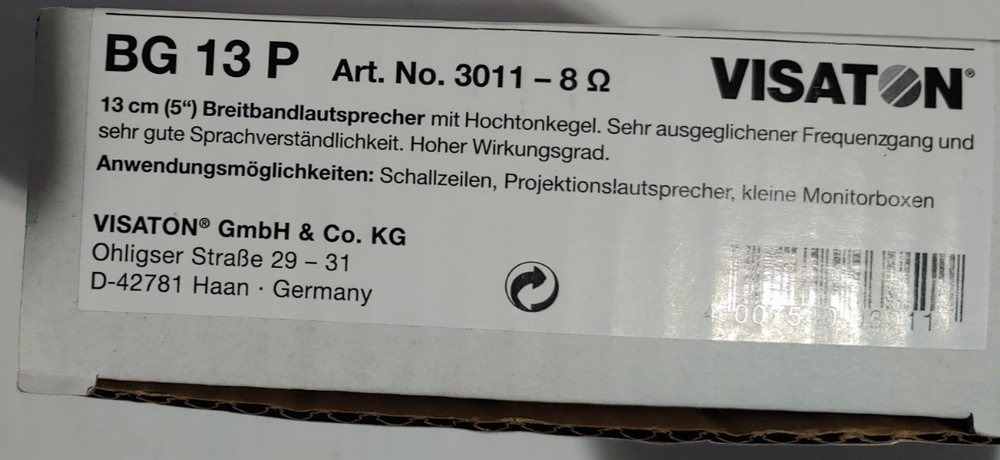 BG 13 P Art. No. 3011 – 8 Ω VISATON®
13 cm (5“) Breitbandlautsprecher mit Hochtonkegel. Sehr ausgeglichener Frequenzgang und
sehr gute Sprachverständlichkeit. Hoher Wirkungsgrad.
Anwendungsmöglichkeiten: Schallzeilen, Projektionslautsprecher, kleine Monitorboxen
VISATON® GmbH & Co. KG
Ohligser Straße 29 – 31
D-42781 Haan · Germany